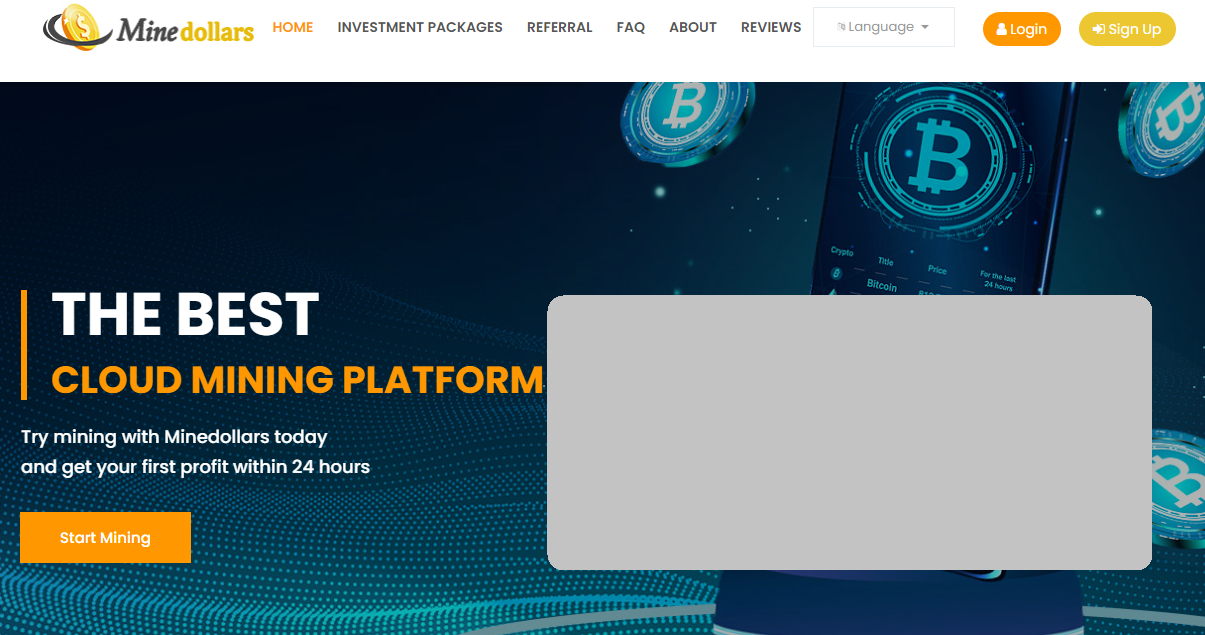 Minedollars
HOME INVESTMENT PACKAGES REFERRAL FAQ ABOUT REVIEWS Language Login Sign Up
Crypto Title Price For the last
24 hours
Bitcoin
THE BEST
CLOUD MINING PLATFORM
Try mining with Minedollars today
and get your first profit within 24 hours
Start Mining